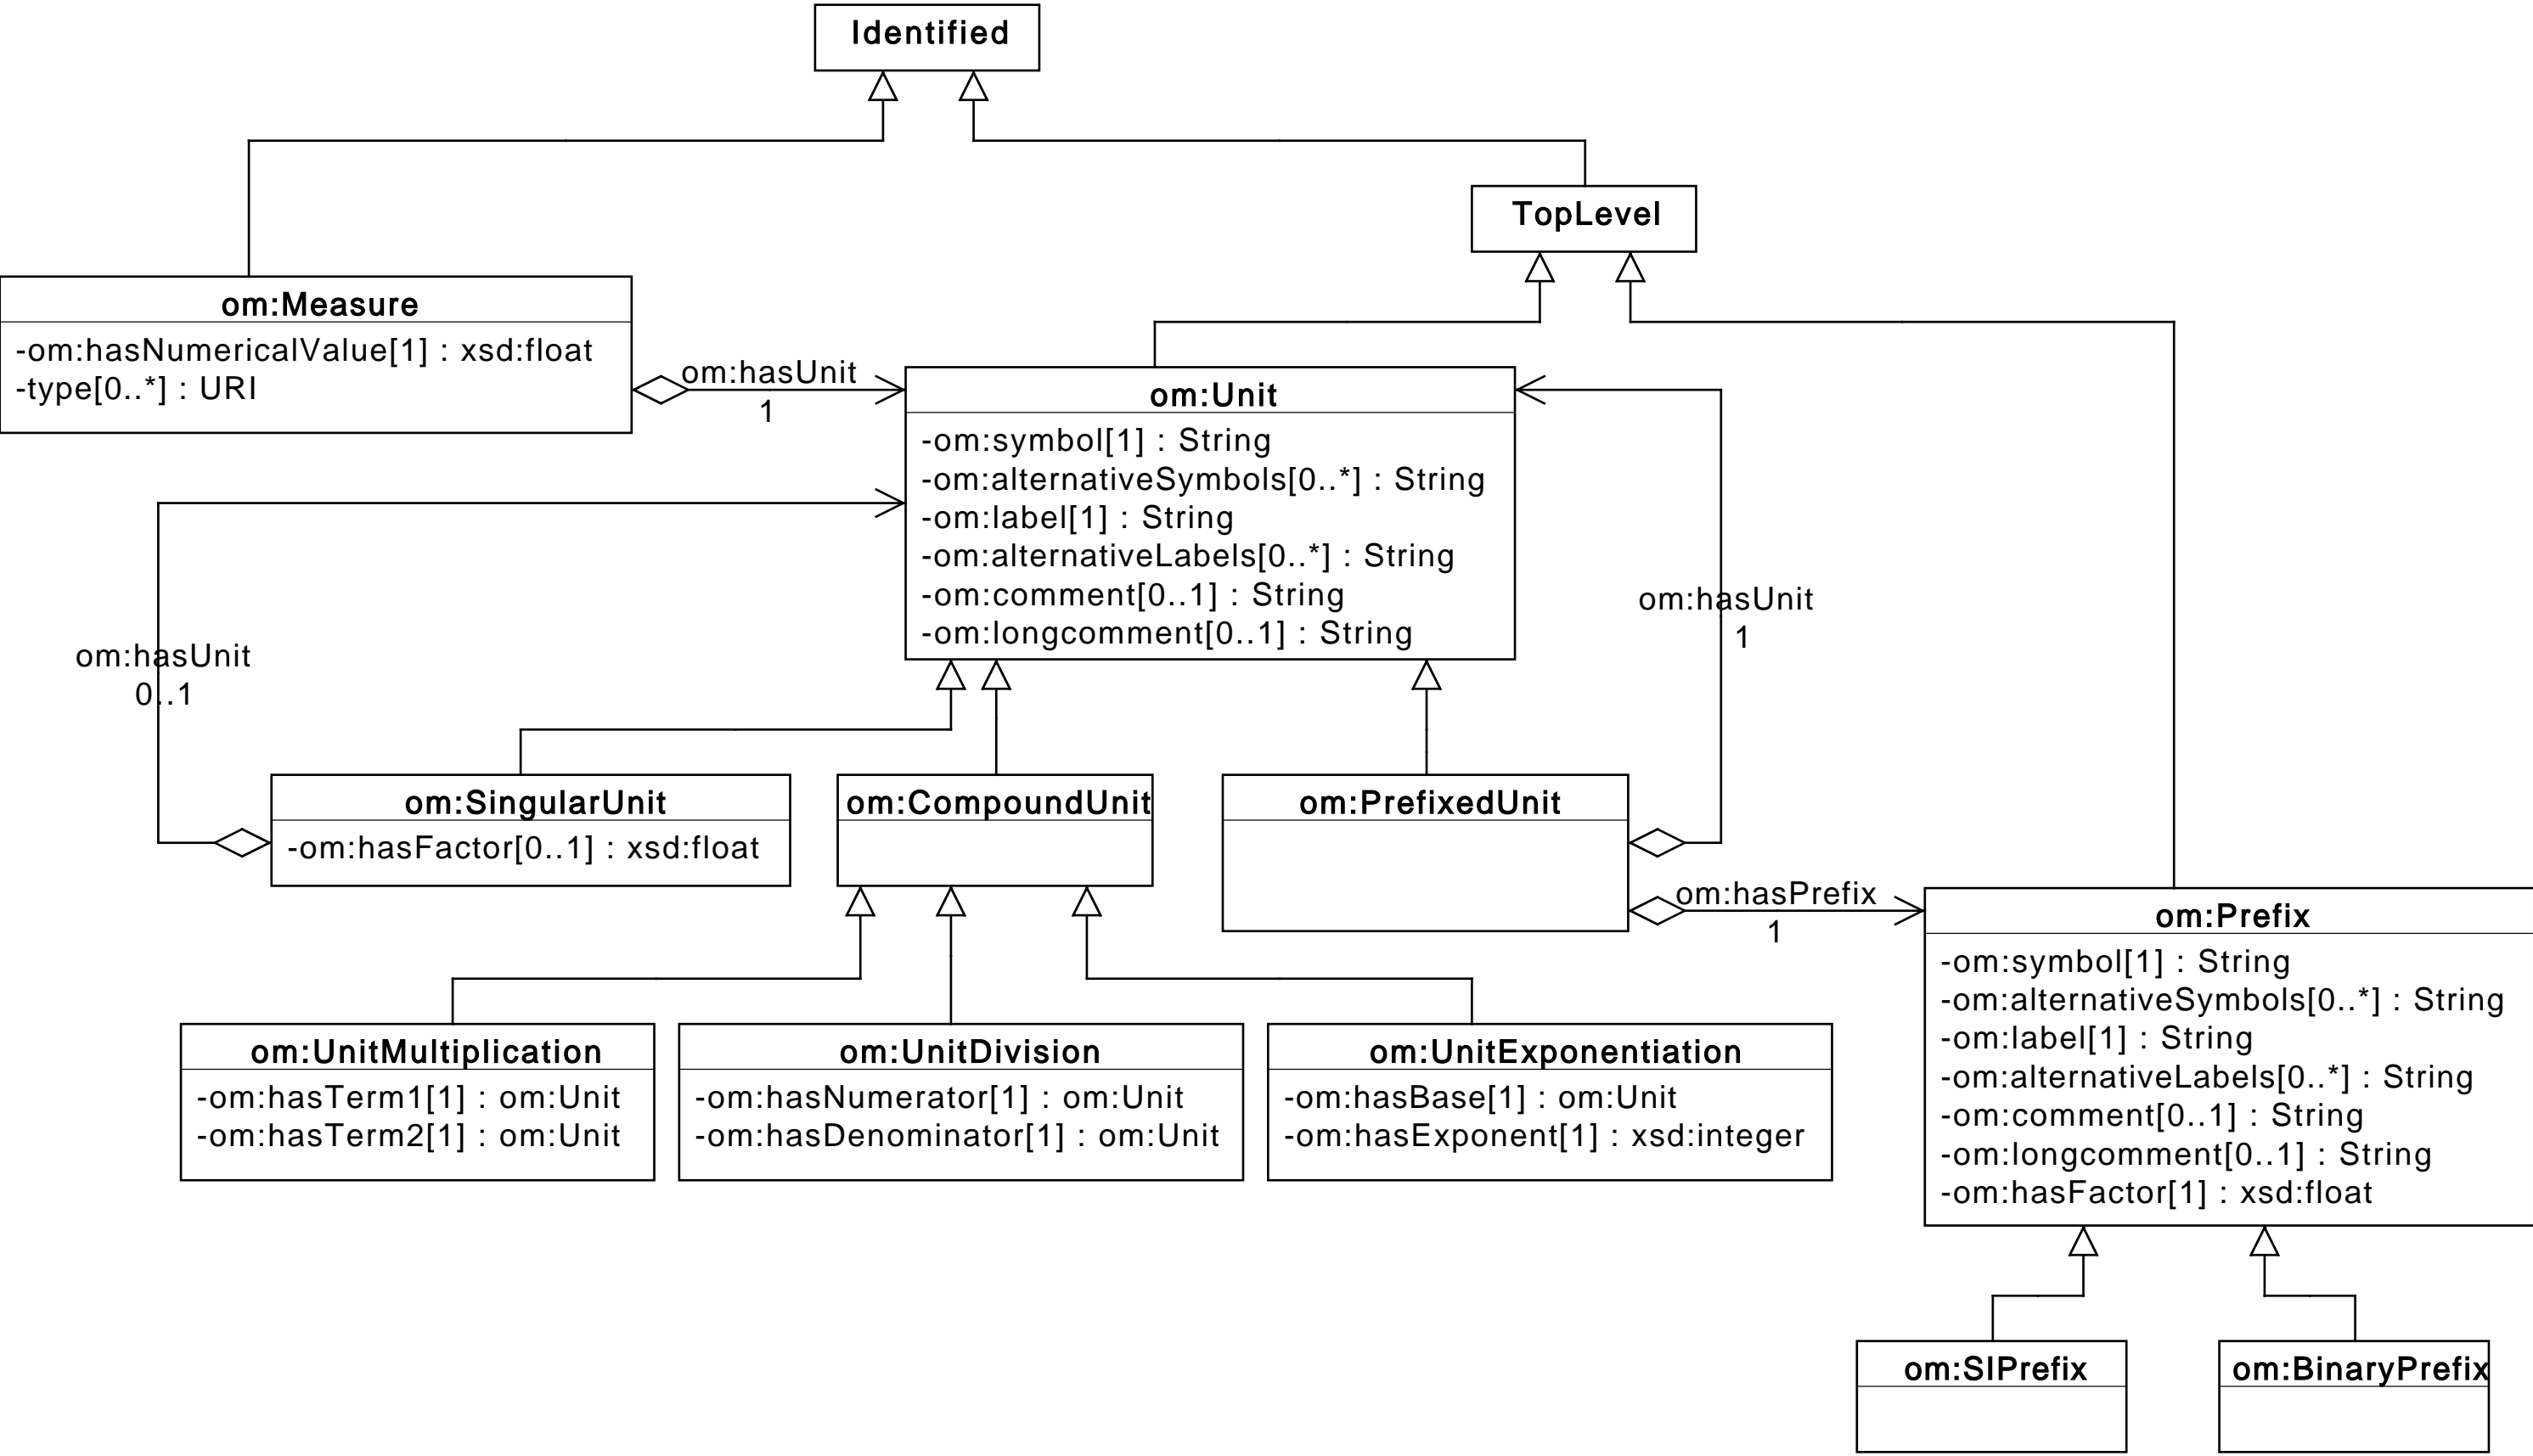 Identified
TopLevel
om:Measure
-om:hasNumericalValue[1] : xsd:float
-type[0..*] : URI
om:hasUnit
1
om:Unit
-om:symbol[1] : String
-om:alternativeSymbols[0..*] : String
-om:label[1] : String
-om:alternativeLabels[0..*] : String
-om:comment[0..1] : String
-om:longcomment[0..1] : String
om:hasUnit
1
om:hasUnit
0..1
om:SingularUnit
-om:hasFactor[0..1] : xsd:float
om:CompoundUnit
om:PrefixedUnit
om:hasPrefix
1
om:Prefix
-om:symbol[1] : String
-om:alternativeSymbols[0..*] : String
-om:label[1] : String
-om:alternativeLabels[0..*] : String
-om:comment[0..1] : String
-om:longcomment[0..1] : String
-om:hasFactor[1] : xsd:float
om:UnitMultiplication
-om:hasTerm1[1] : om:Unit
-om:hasTerm2[1] : om:Unit
om:UnitDivision
-om:hasNumerator[1] : om:Unit
-om:hasDenominator[1] : om:Unit
om:UnitExponentiation
-om:hasBase[1] : om:Unit
-om:hasExponent[1] : xsd:integer
om:SIPrefix
om:BinaryPrefix